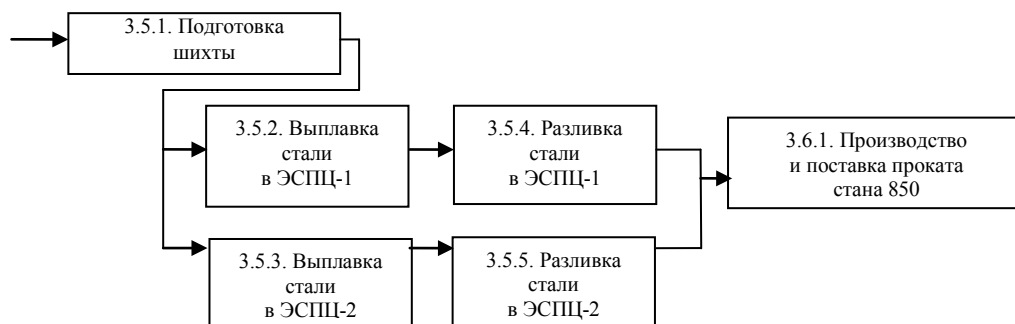 3.5.1. Подготовка
шихты
3.5.2. Выплавка
стали
в ЭСПЦ-1
3.5.4. Разливка
стали
в ЭСПЦ-1
3.6.1. Производство
и поставка проката
стана 850
3.5.3. Выплавка
стали
в ЭСПЦ-2
3.5.5. Разливка
стали
в ЭСПЦ-2